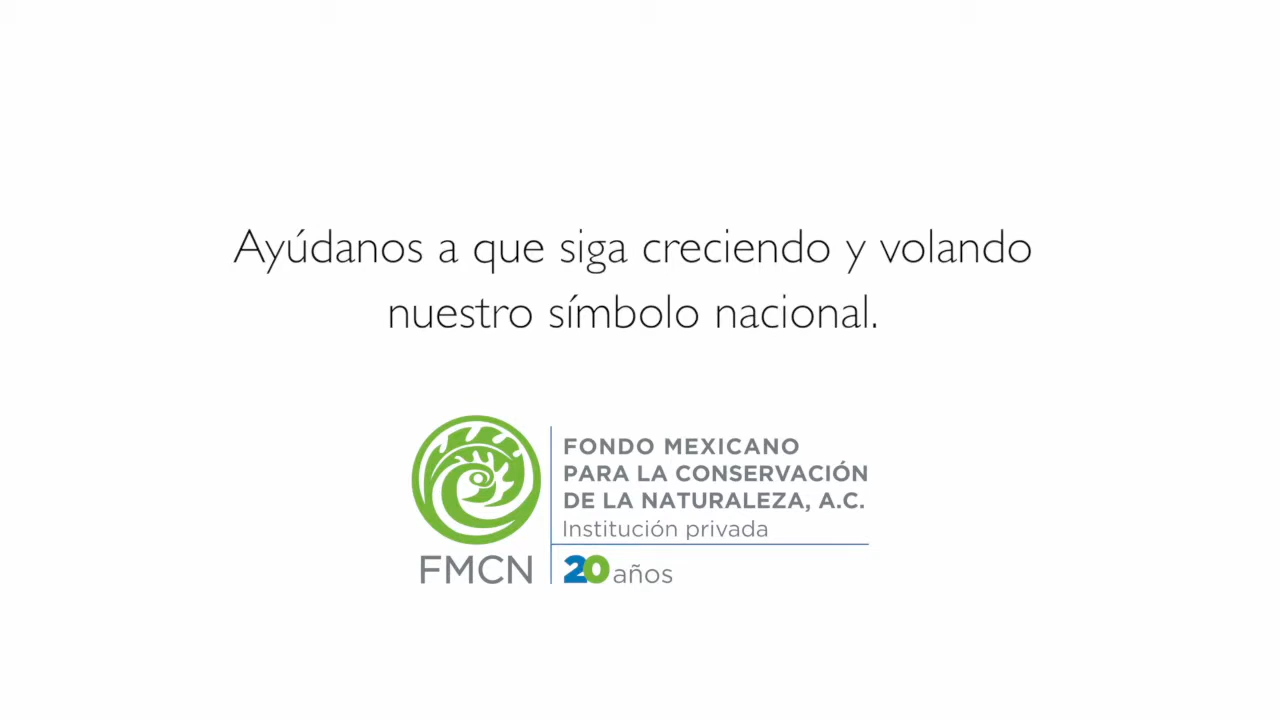 Ayúdanos a que siga creciendo y volando
nuestro símbolo nacional.
FMCN
FONDO MEXICANO
PARA LA CONSERVACIÓN
DE LA NATURALEZA, A.C.
Institución privada
20 años